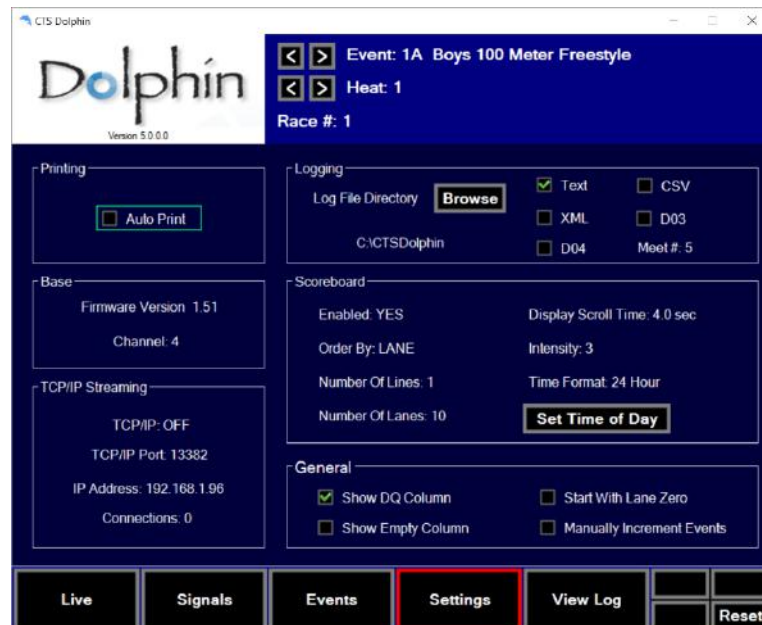 CTS Dolphin
Dolphin
Version 5.0.0.0
Event: 1A Boys 100 Meter Freestyle
Heat: 1
Race #: 1
Printing
Auto Print
Logging
Log File Directory
Browse
C:\CTSDolphin
Text
CSV
XML
D03
D04
Meet #: 5
Base
Firmware Version 1.51
Channel: 4
Scoreboard
Enabled: YES
Display Scroll Time: 4.0 sec
Order By: LANE
Intensity: 3
Number Of Lines: 1
Time Format: 24 Hour
Number Of Lanes: 10
Set Time of Day
TCP/IP Streaming
TCP/IP: OFF
TCP/IP Port: 13382
IP Address: 192.168.1.96
Connections: 0
General
Show DQ Column
Start With Lane Zero
Show Empty Column
Manually Increment Events
Live
Signals
Events
Settings
View Log
Reset